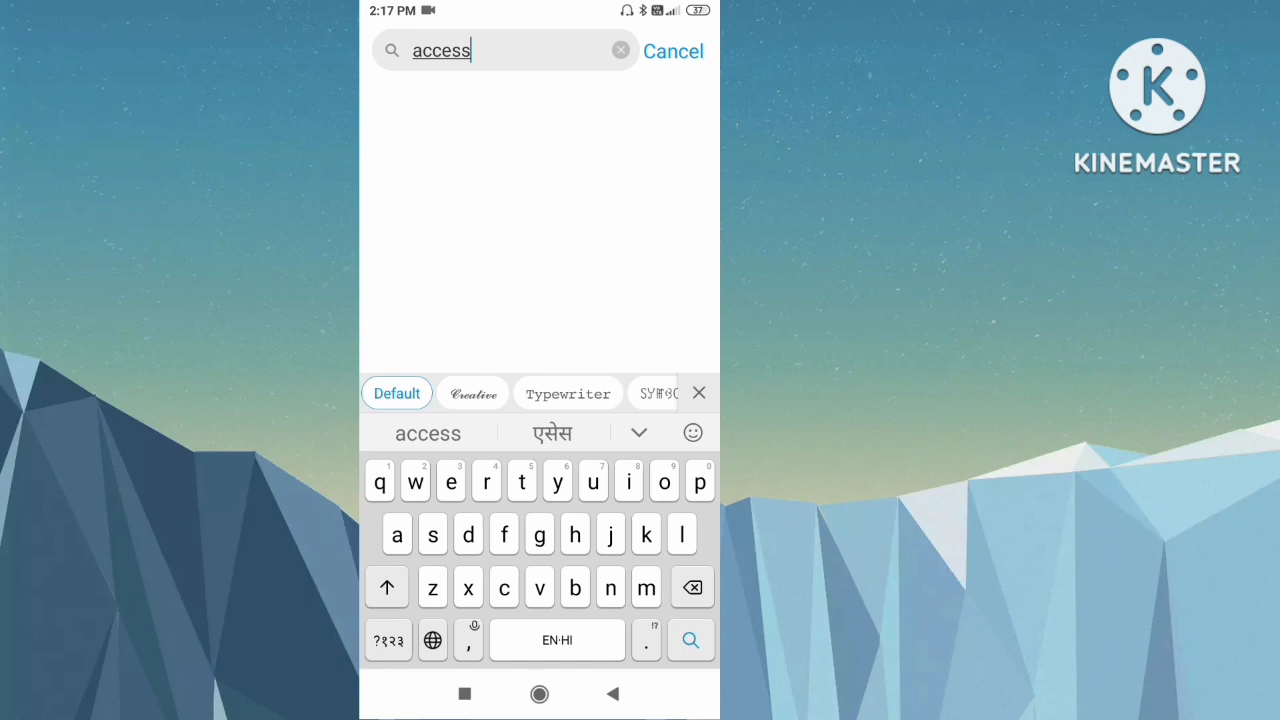 2:17 PM 37
access Cancel
K
KINEMASTER
Default Creative Typewriter
access एसेस
1 2 3 4 5 6 7 8 9 0
q w e r t y u i o p
a s d f g h j k l
z x c v b n m
?१२३ , EN·HI !? .